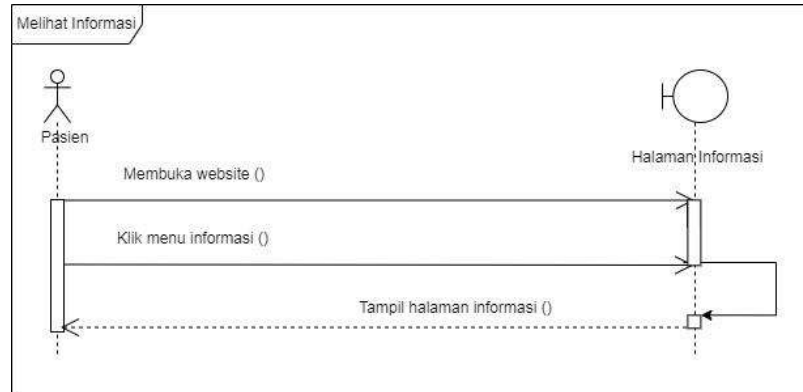 Melihat Informasi
Pasien
Halaman Informasi
Membuka website ()
Klik menu informasi ()
Tampil halaman informasi ()